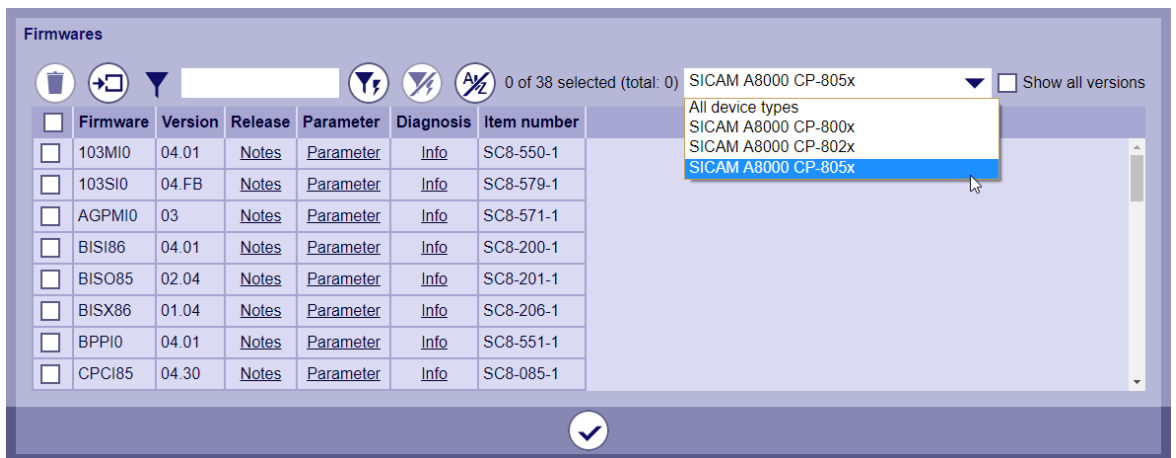 Firmwares
0 of 38 selected (total: 0) SICAM A8000 CP-805x Show all versions
All device types
SICAM A8000 CP-800x
SICAM A8000 CP-802x
SICAM A8000 CP-805x
Firmware Version Release Parameter Diagnosis Item number
103MI0 04.01 Notes Parameter Info SC8-550-1
103SI0 04.FB Notes Parameter Info SC8-579-1
AGPMI0 03 Notes Parameter Info SC8-571-1
BISI86 04.01 Notes Parameter Info SC8-200-1
BISO85 02.04 Notes Parameter Info SC8-201-1
BISX86 01.04 Notes Parameter Info SC8-206-1
BPPI0 04.01 Notes Parameter Info SC8-551-1
CPCI85 04.30 Notes Parameter Info SC8-085-1